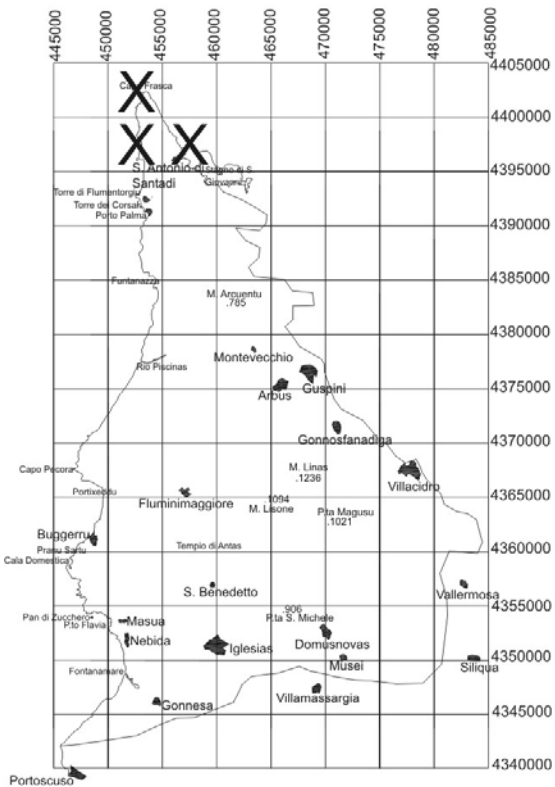 445000
450000
455000
460000
465000
470000
475000
480000
485000
4405000
Capo Frasca
X
4400000
X X
4395000
S. Antonio di
Santadi
Stagno di S.
Giovanni
Torre di Flumentorgiu
Torre dei Corsari
Porto Palma
4390000
Funtanazza
4385000
M. Arcuentu
.785
4380000
Montevecchio
Rio Piscinas
4375000
Arbus
Guspini
4370000
Gonnosfanadiga
Capo Pecora
M. Linas
.1236
Villacidro
Portixeddu
4365000
Fluminimaggiore
.1094
M. Lisone
P.ta Magusu
.1021
Buggerru
4360000
Pranu Sartu
Tempio di Antas
Cala Domestica
S. Benedetto
Vallermosa
4355000
Pan di Zucchero
P.to Flavia
Masua
.906
P.ta S. Michele
Nebida
Iglesias
Domusnovas
4350000
Musei
Siliqua
Fontanamare
Gonnesa
Villamassargia
4345000
4340000
Portoscuso